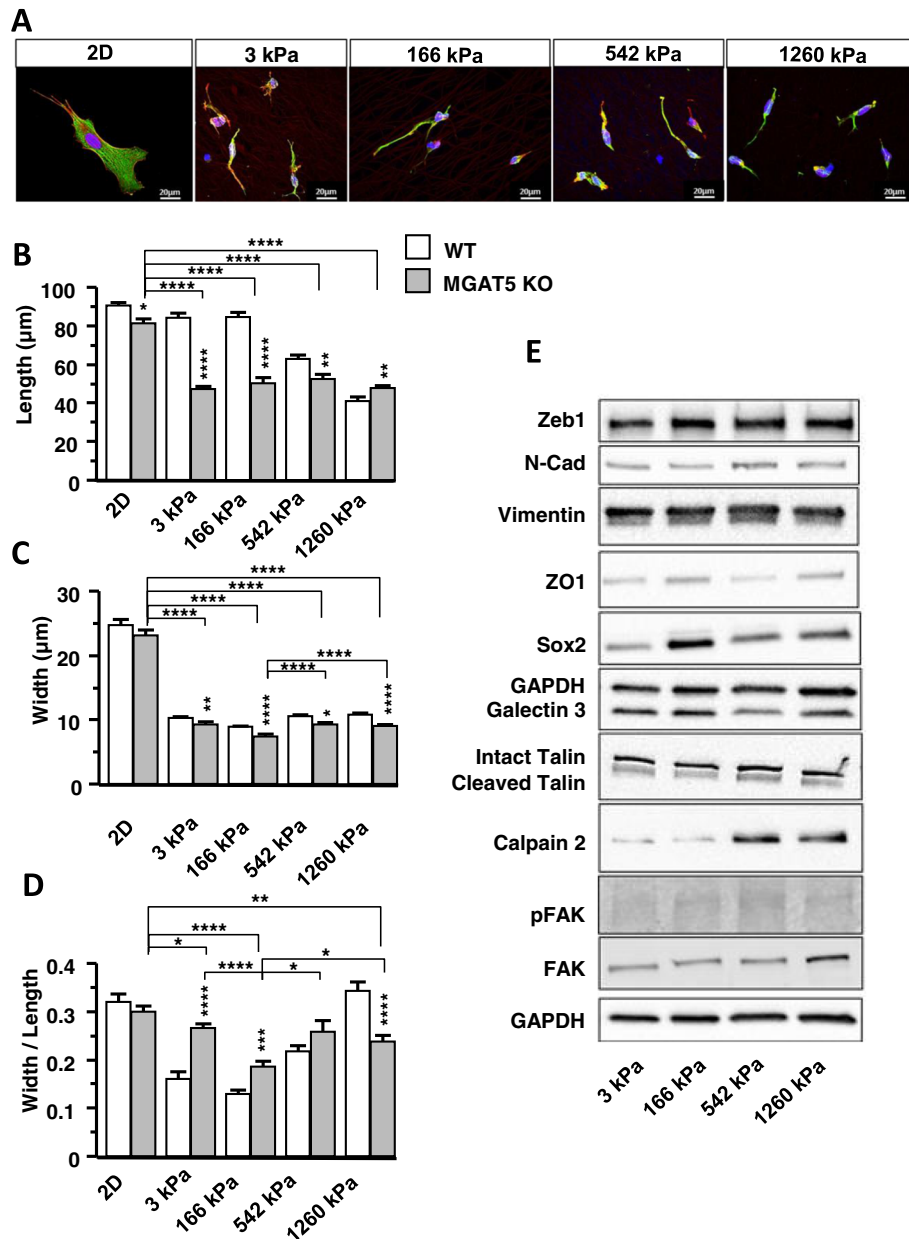 A
2D 3 kPa 166 kPa 542 kPa 1260 kPa
20µm 20µm 20µm 20µm 20µm
B
WT
MGAT5 KO
****
****
****
****
* **** **** ** **
Length (µm)
100
80
60
40
20
0
2D 3 kPa 166 kPa 542 kPa 1260 kPa
C
****
****
****
****
****
****
** **** * ****
Width (µm)
30
20
10
0
2D 3 kPa 166 kPa 542 kPa 1260 kPa
D
**
****
*
*
**** *
**** *** ****
Width / Length
0.4
0.3
0.2
0.1
0
2D 3 kPa 166 kPa 542 kPa 1260 kPa
E
Zeb1
N-Cad
Vimentin
ZO1
Sox2
GAPDH
Galectin 3
Intact Talin
Cleaved Talin
Calpain 2
pFAK
FAK
GAPDH
3 kPa 166 kPa 542 kPa 1260 kPa